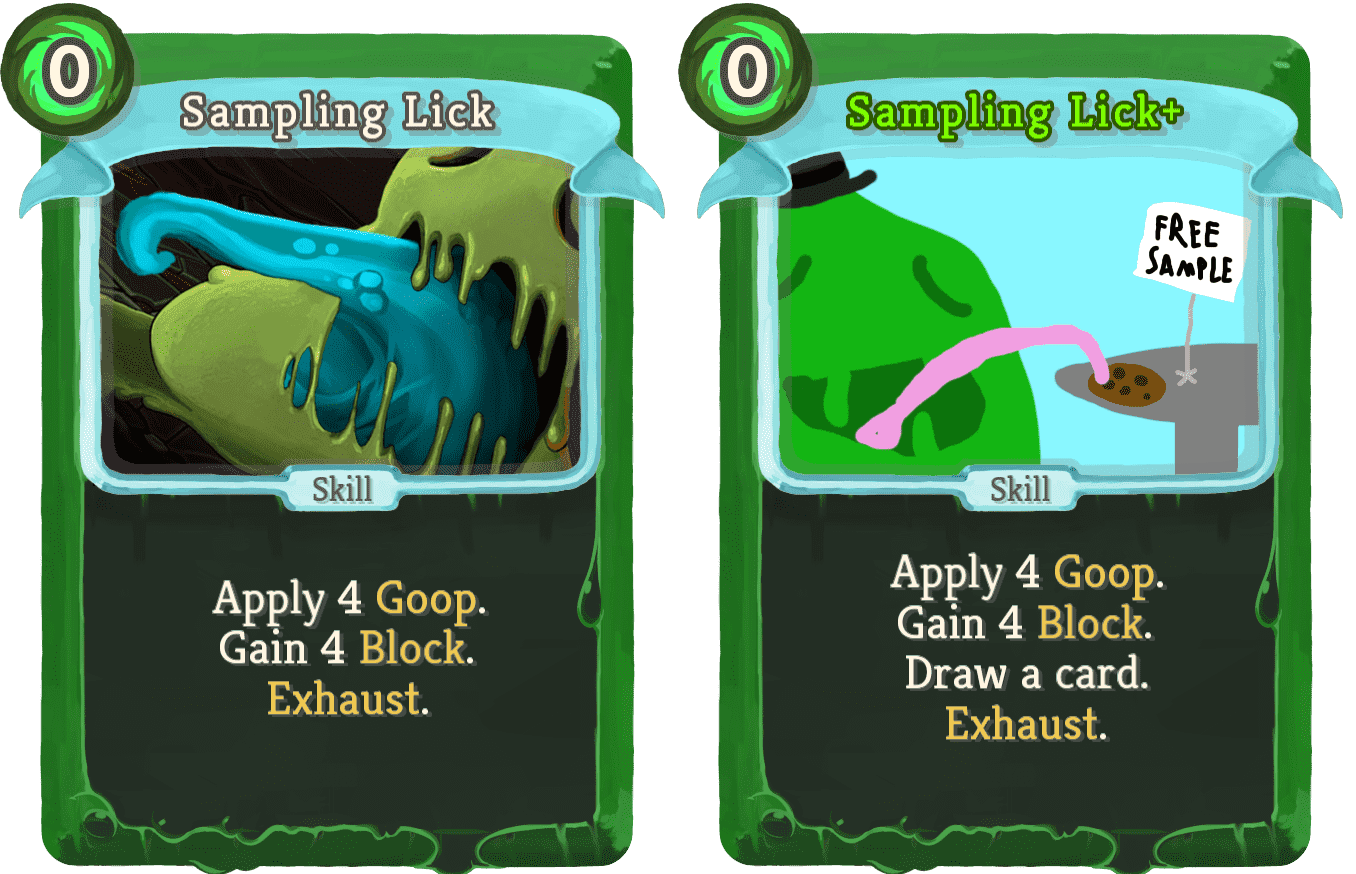 0
Sampling Lick
Skill
Apply 4 Goop.
Gain 4 Block.
Exhaust.
0
Sampling Lick+
FREE
SAMPLE
Skill
Apply 4 Goop.
Gain 4 Block.
Draw a card.
Exhaust.